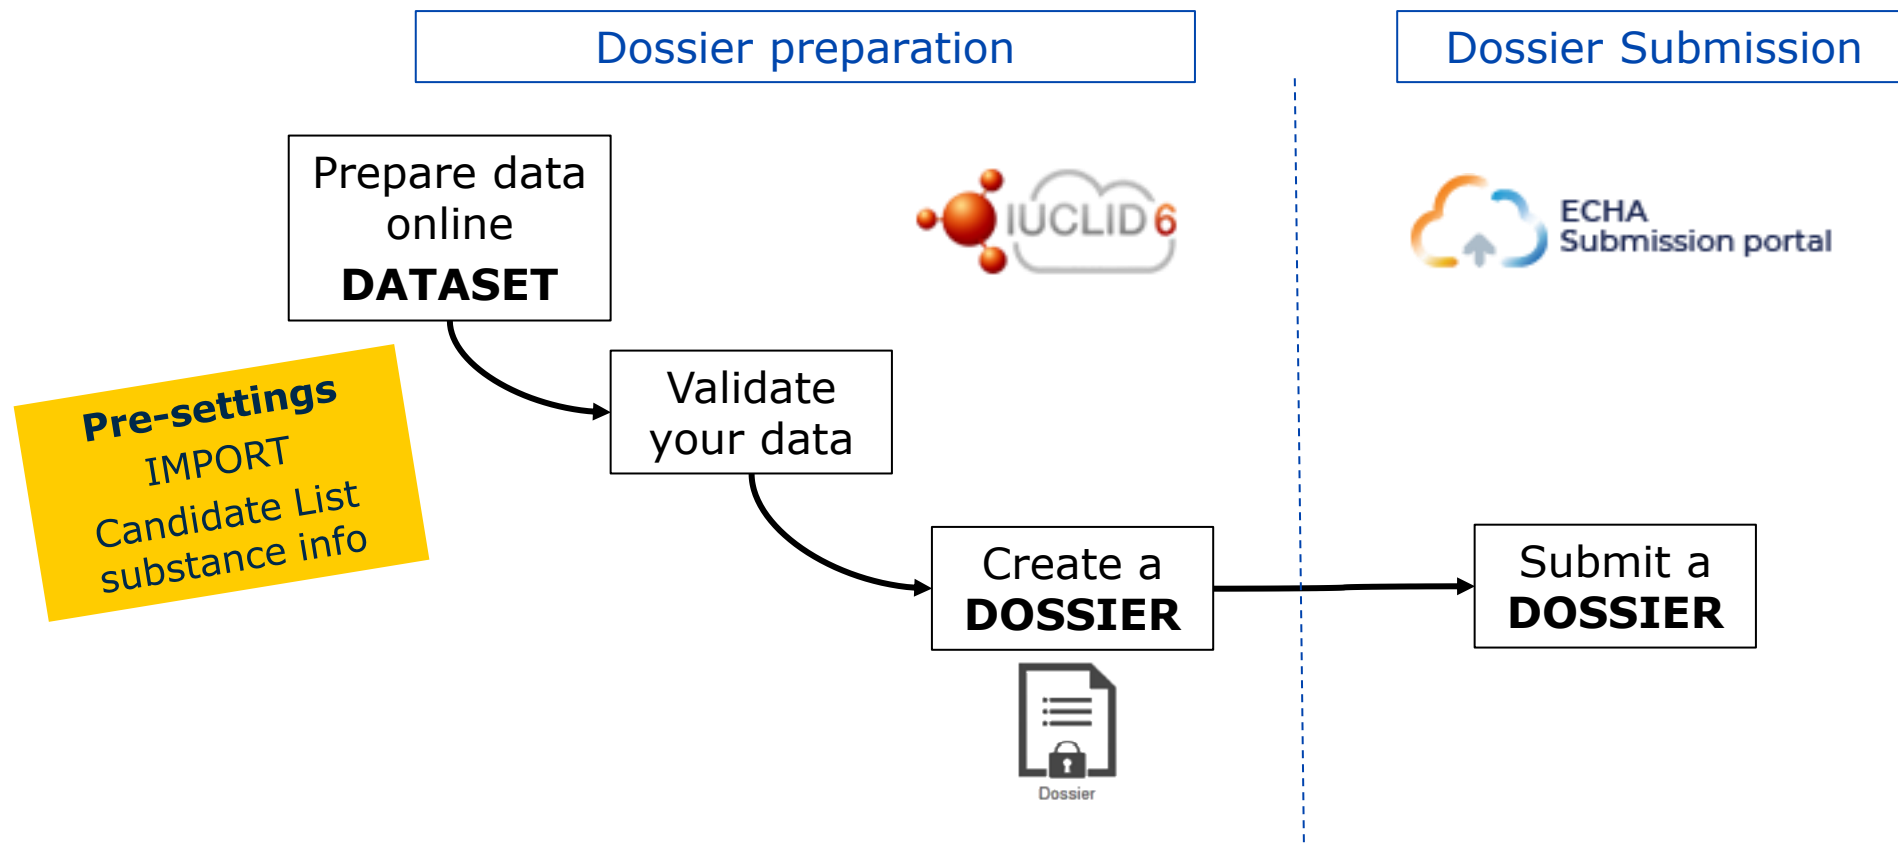 Dossier preparation
Dossier Submission
Prepare data
online
DATASET
IUCLID 6
ECHA
Submission portal
Pre-settings
IMPORT
Candidate List
substance info
Validate
your data
Create a
DOSSIER
Submit a
DOSSIER
Dossier